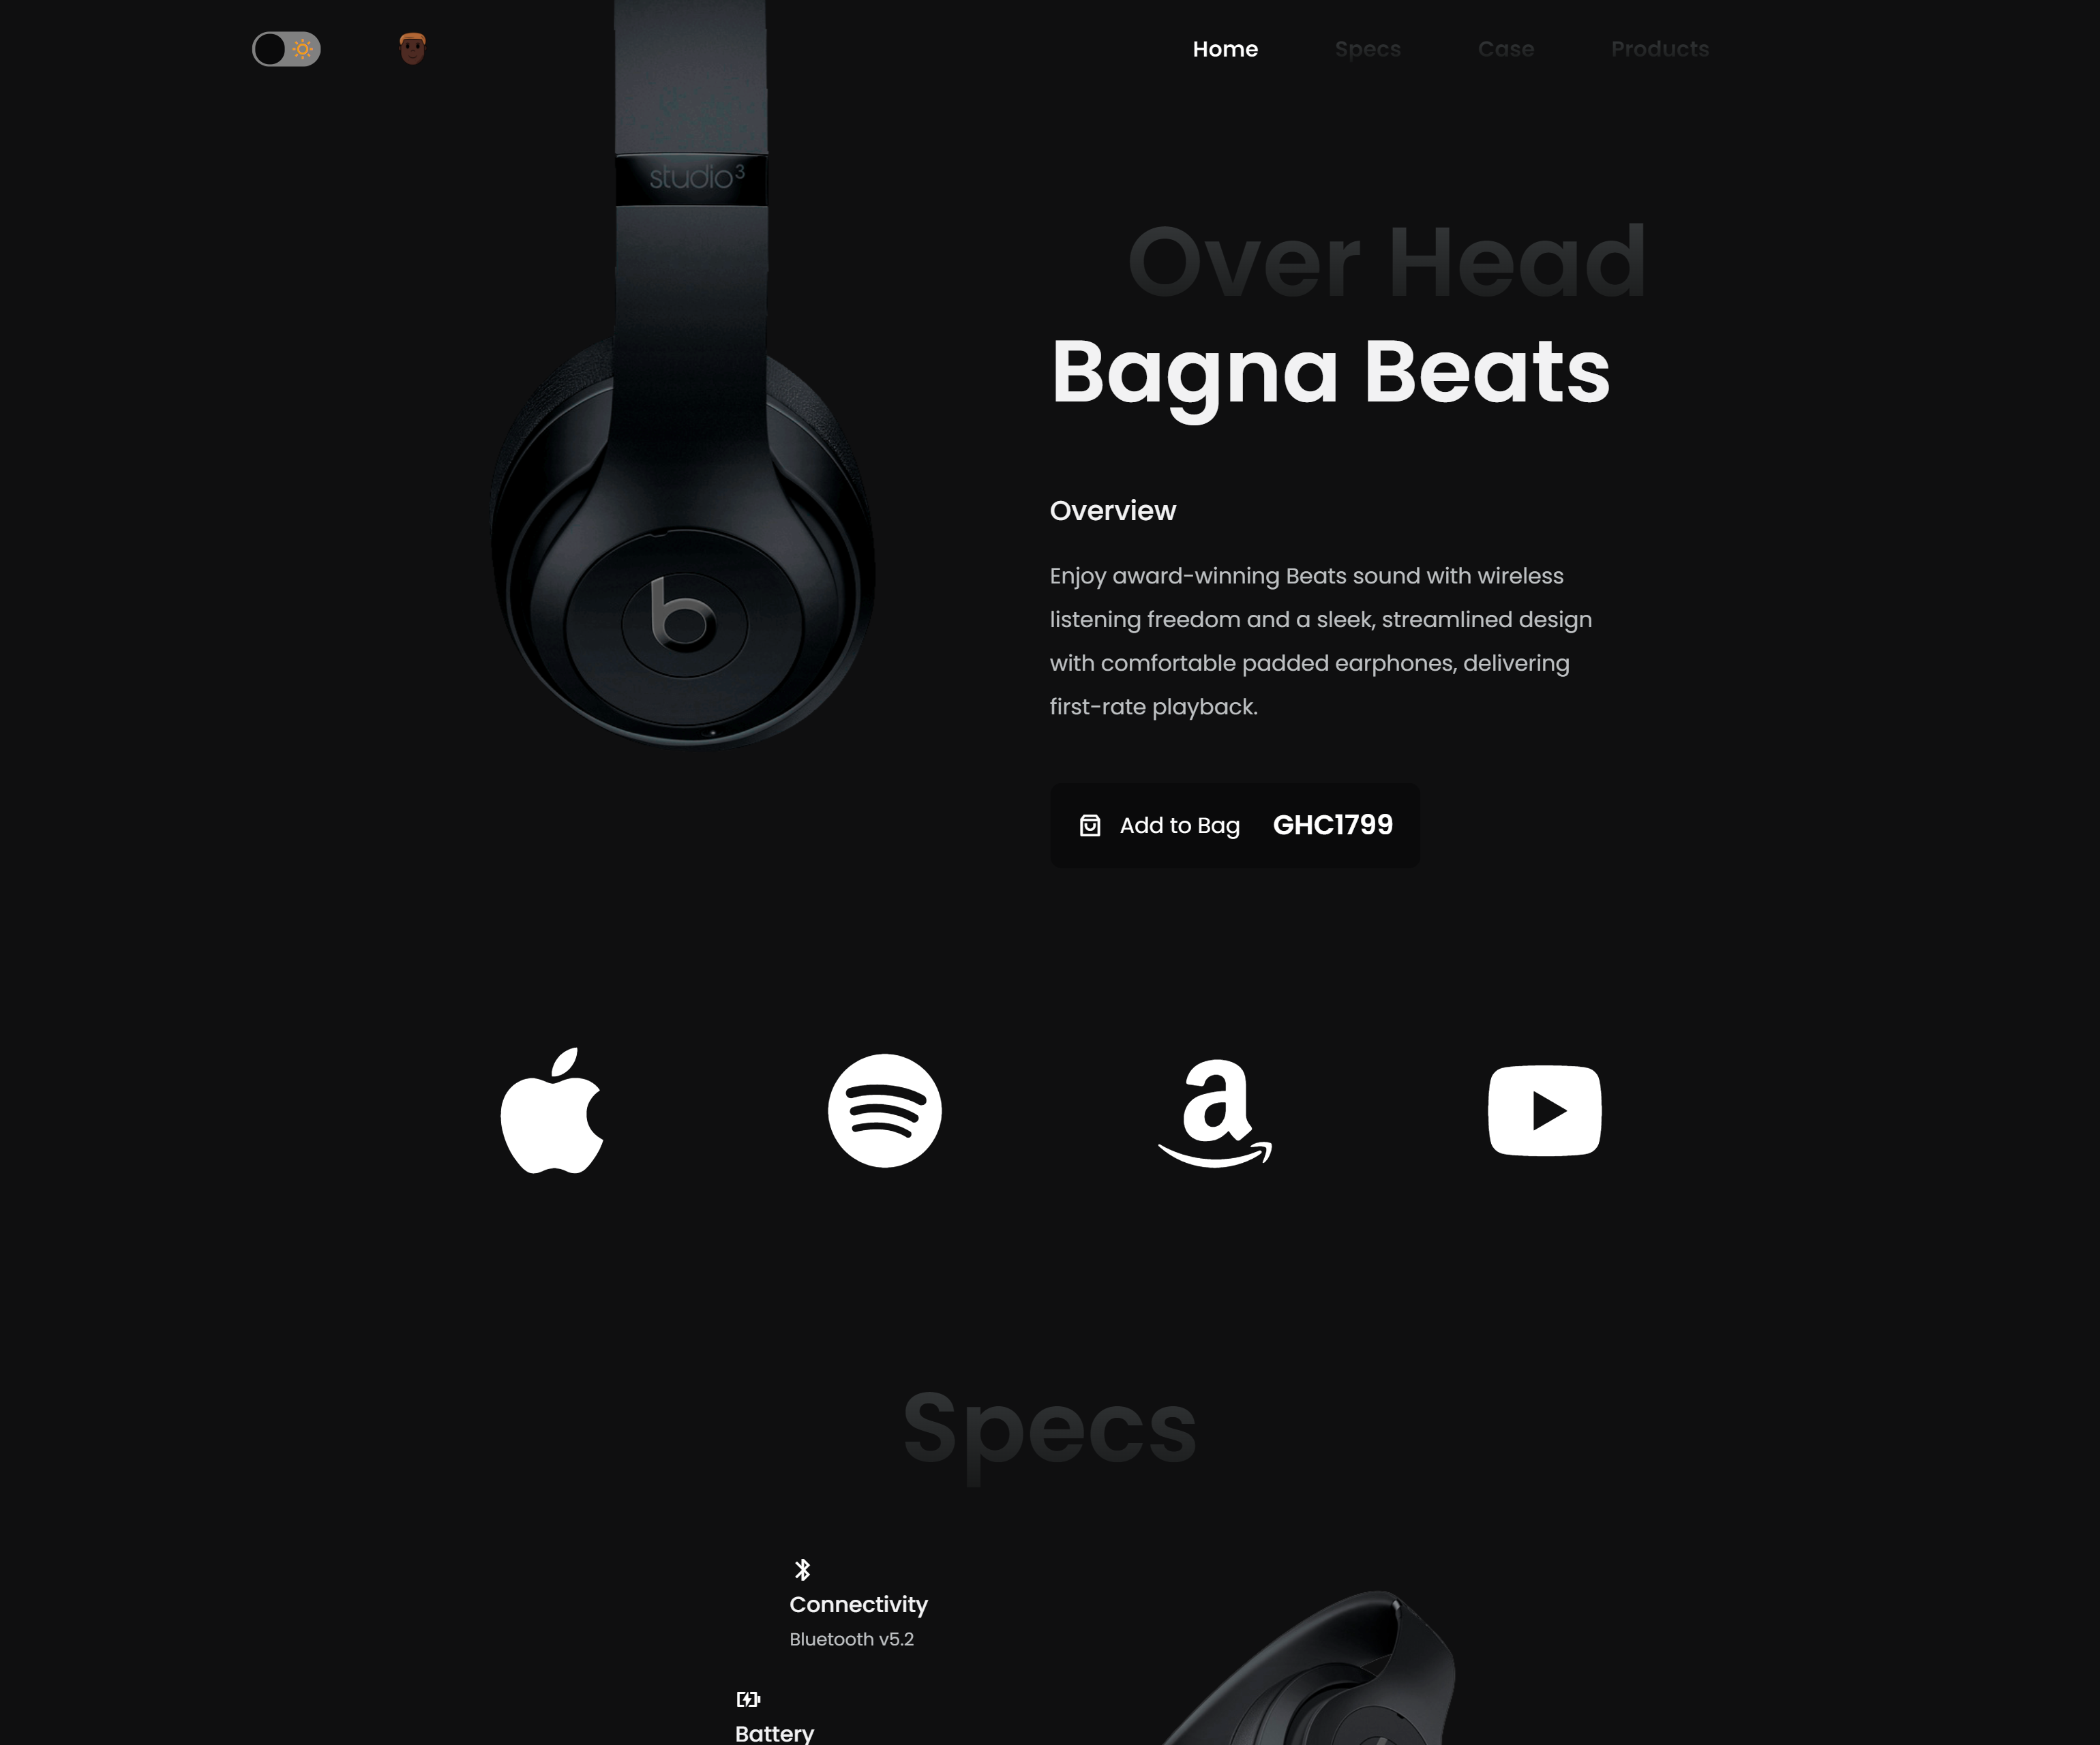 Home Specs Case Products
studio3
Over Head
Bagna Beats
Overview
Enjoy award-winning Beats sound with wireless
listening freedom and a sleek, streamlined design
with comfortable padded earphones, delivering
first-rate playback.
Add to Bag GHC1799
Specs
Connectivity
Bluetooth v5.2
Battery